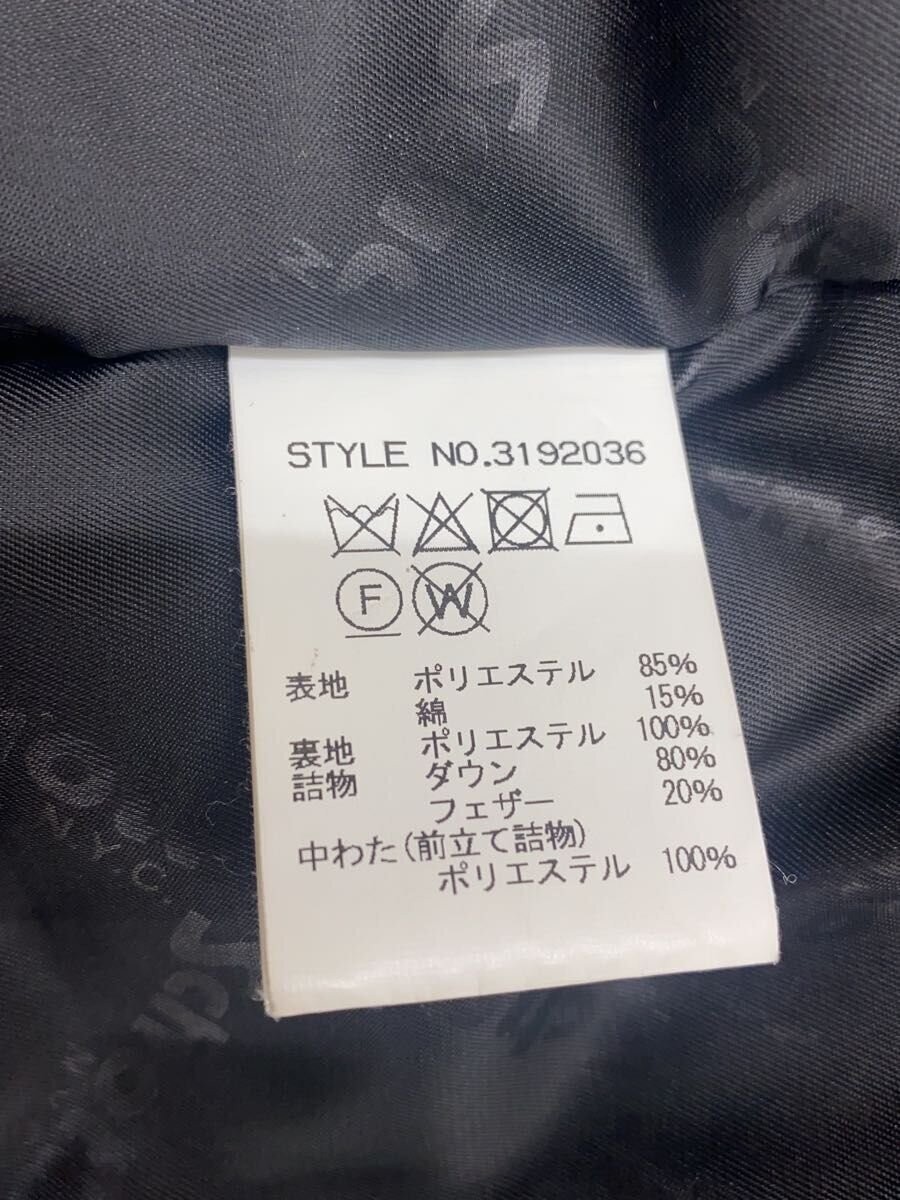 STYLE NO.3192036
F W
表地 ポリエステル 85%
綿 15%
裏地 ポリエステル 100%
詰物 ダウン 80%
フェザー 20%
中わた(前立て詰物)
ポリエステル 100%
Schott